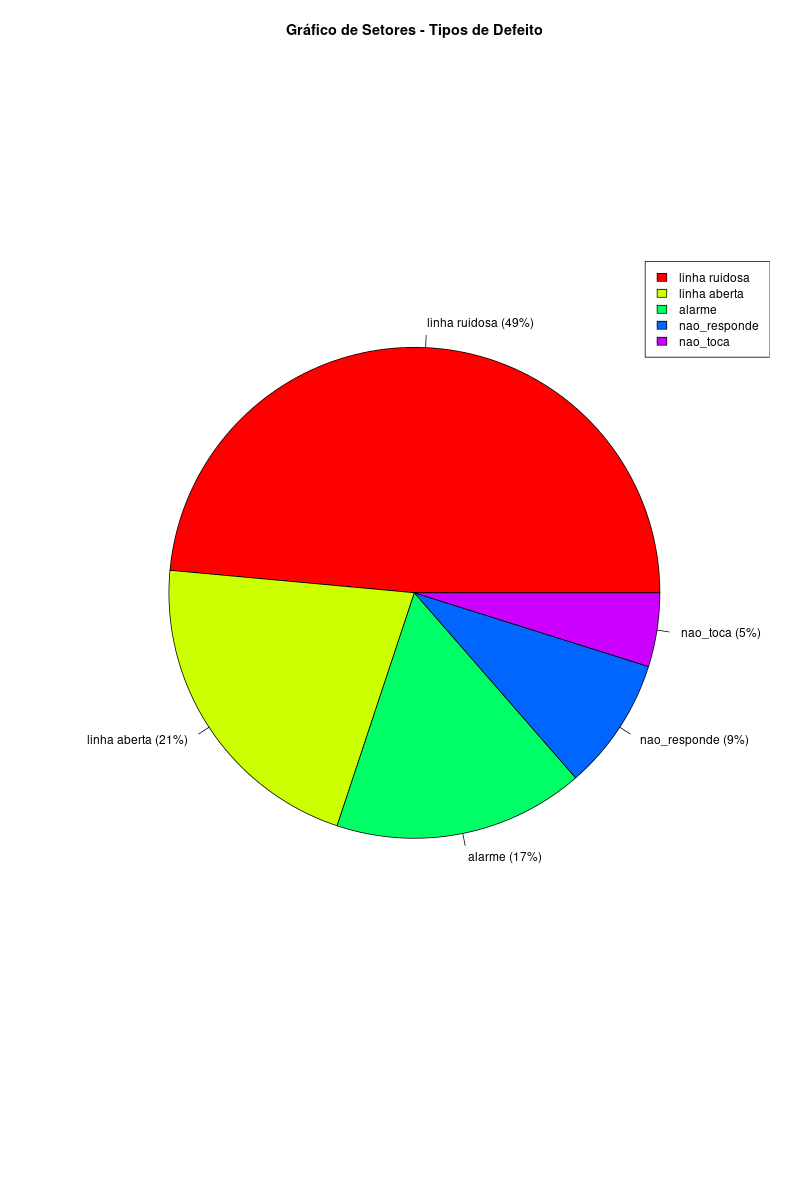 Gráfico de Setores - Tipos de Defeito
linha ruidosa
linha aberta
alarme
nao_responde
nao_toca
linha ruidosa (49%)
nao_toca (5%)
linha aberta (21%)
nao_responde (9%)
alarme (17%)